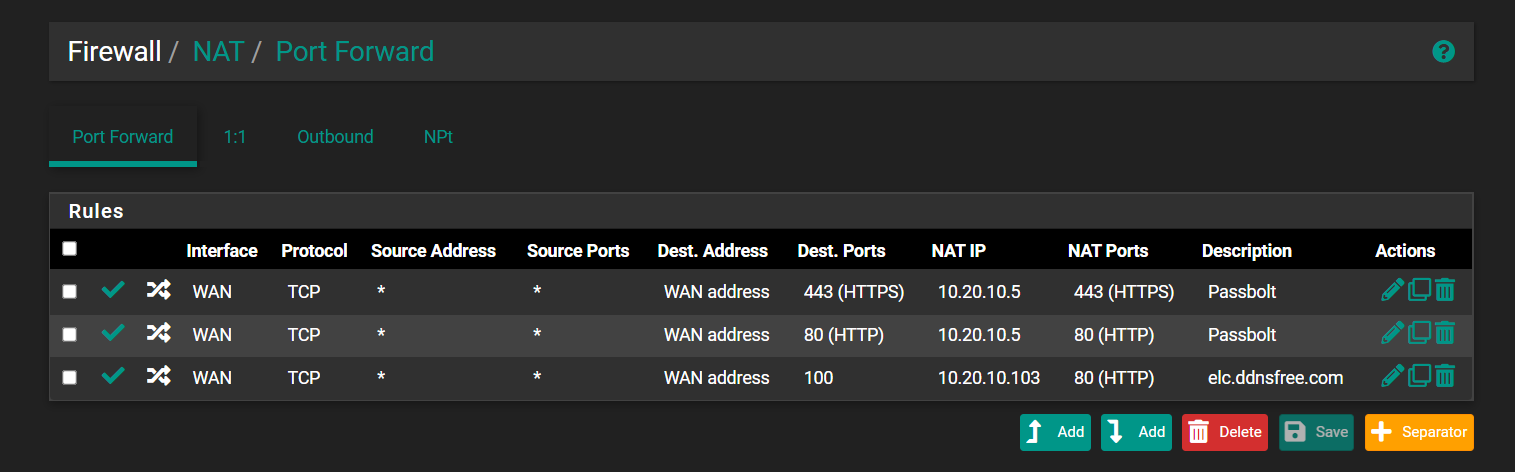 Firewall / NAT / Port Forward
Port Forward 1:1 Outbound NPt
Rules
Interface Protocol Source Address Source Ports Dest. Address Dest. Ports NAT IP NAT Ports Description Actions
WAN TCP * * WAN address 443 (HTTPS) 10.20.10.5 443 (HTTPS) Passbolt
WAN TCP * * WAN address 80 (HTTP) 10.20.10.5 80 (HTTP) Passbolt
WAN TCP * * WAN address 100 10.20.10.103 80 (HTTP) elc.ddnsfree.com
Add Add Delete Save Separator